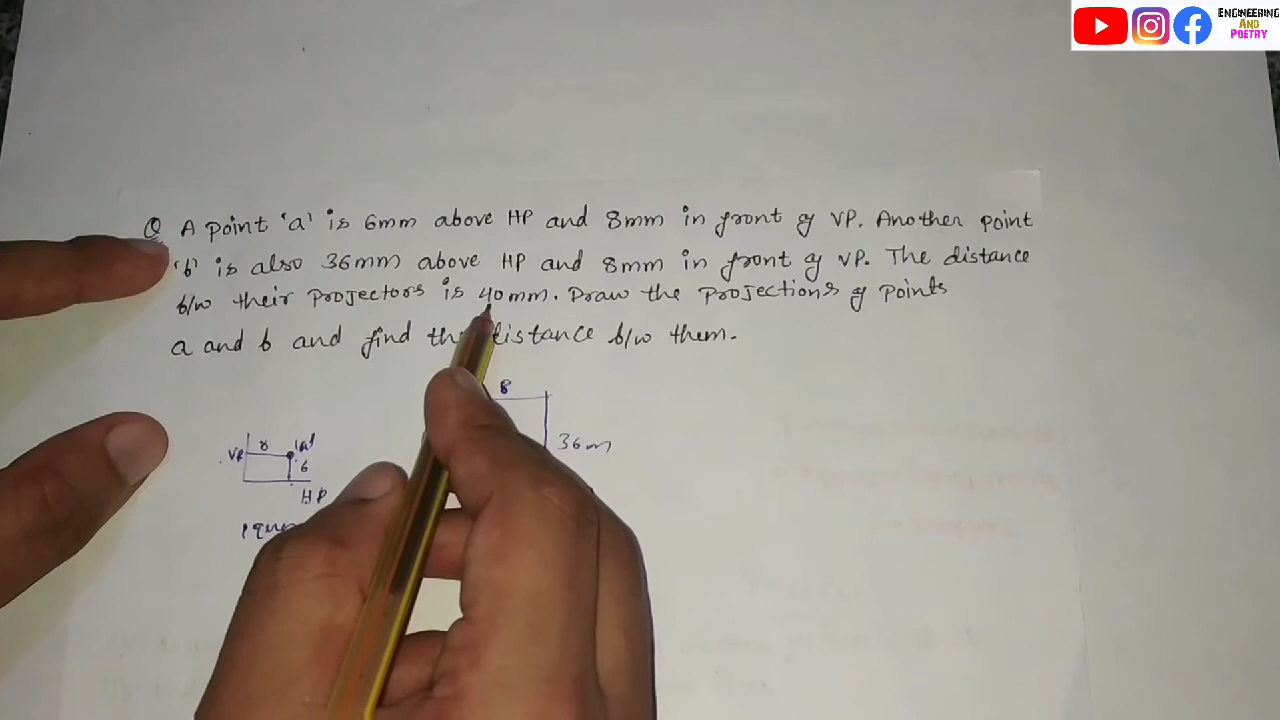 ENGINEERING
AND
POETRY
Q A point 'a' is 6mm above HP and 8mm in front of VP. Another point
'b' is also 36mm above HP and 8mm in front of VP. The distance
b/w their projectors is 40mm. Draw the projections of points
a and b and find the distance b/w them.
8
VP 8 'a'
36m
6
HP